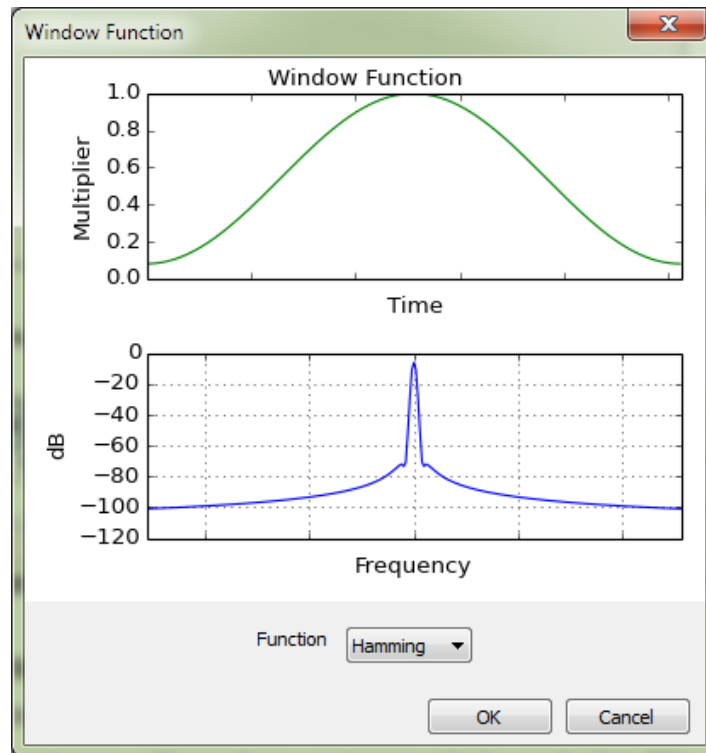 Window Function
Window Function
1.0
0.8
0.6
0.4
0.2
0.0
Multiplier
Time
0
−20
−40
−60
−80
−100
−120
dB
Frequency
Function Hamming
OK Cancel